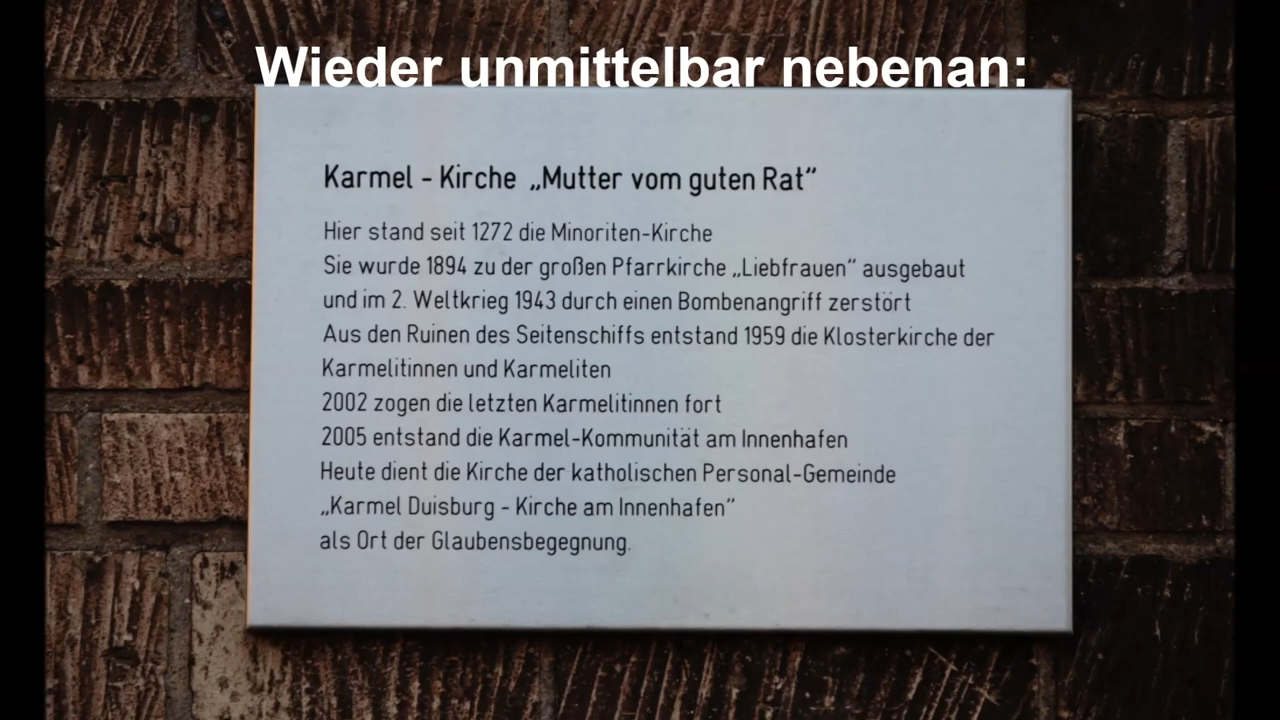 Wieder unmittelbar nebenan:
Karmel - Kirche „Mutter vom guten Rat“
Hier stand seit 1272 die Minoriten-Kirche
Sie wurde 1894 zu der großen Pfarrkirche „Liebfrauen“ ausgebaut
und im 2. Weltkrieg 1943 durch einen Bombenangriff zerstört
Aus den Ruinen des Seitenschiffs entstand 1959 die Klosterkirche der
Karmelitinnen und Karmeliten
2002 zogen die letzten Karmelitinnen fort
2005 entstand die Karmel-Kommunität am Innenhafen
Heute dient die Kirche der katholischen Personal-Gemeinde
„Karmel Duisburg - Kirche am Innenhafen“
als Ort der Glaubensbegegnung.